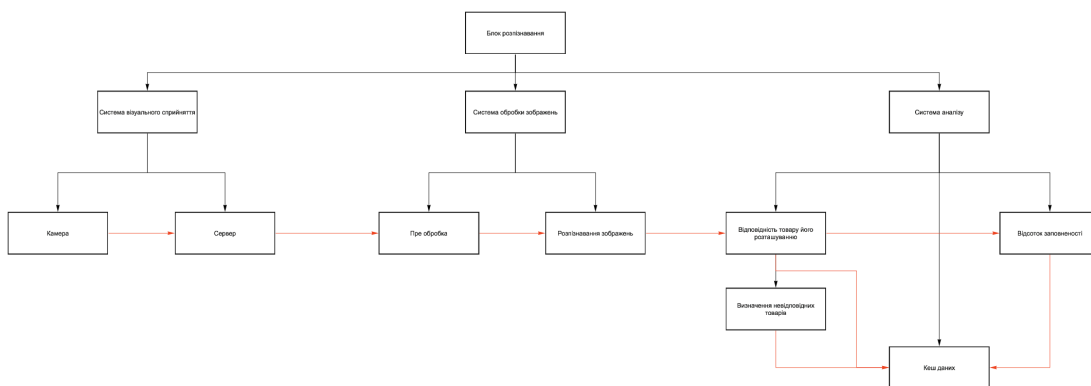 Блок розпізнавання
Система візуального сприйняття
Система обробки зображень
Система аналізу
Камера
Сервер
Пре обробка
Розпізнавання зображень
Відповідність товару його
розташуванню
Відсоток заповненості
Визначення невідповідних
товарів
Кеш даних